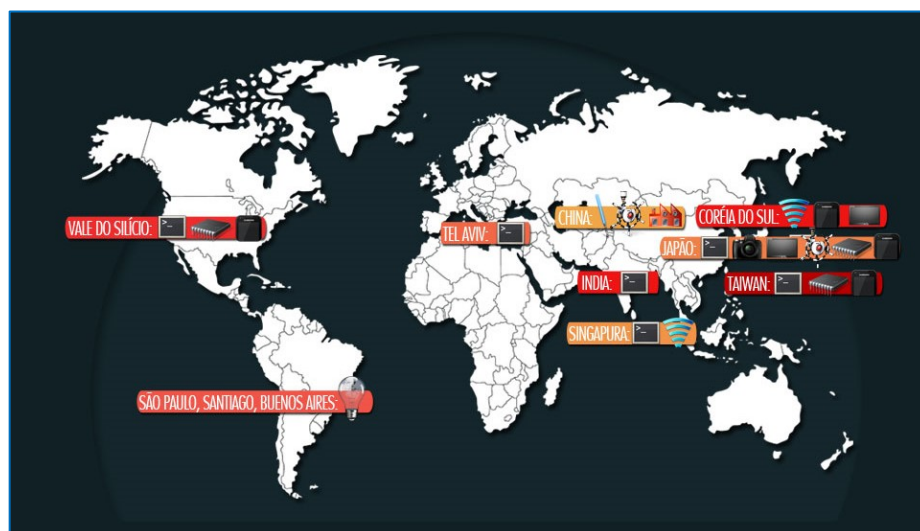 VALE DO SILÍCIO:
TEL AVIV:
CHINA:
CORÉIA DO SUL:
JAPÃO:
INDIA:
TAIWAN:
SINGAPURA:
SÃO PAULO, SANTIAGO, BUENOS AIRES: